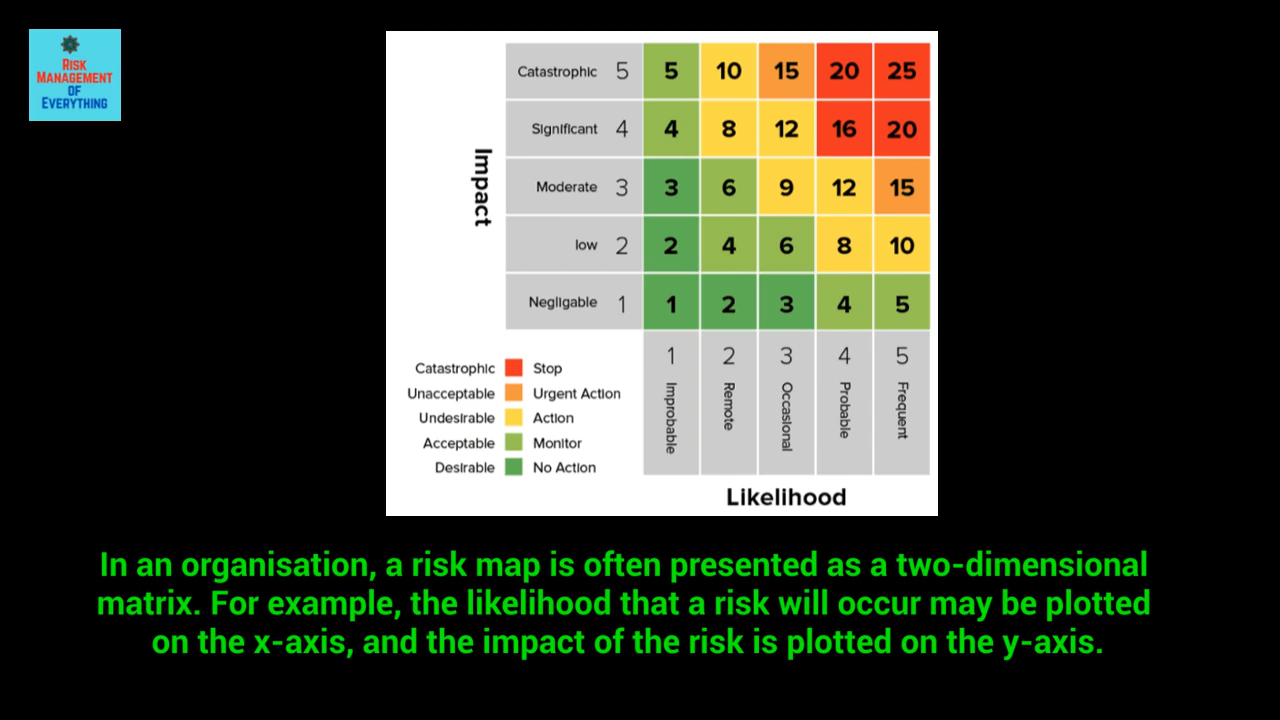 RISK
MANAGEMENT
OF
EVERYTHING
Impact
Catastrophic 5 5 10 15 20 25
Significant 4 4 8 12 16 20
Moderate 3 3 6 9 12 15
low 2 2 4 6 8 10
Negligable 1 1 2 3 4 5
1 2 3 4 5
Improbable
Remote
Occasional
Probable
Frequent
Likelihood
Catastrophic Stop
Unacceptable Urgent Action
Undesirable Action
Acceptable Monitor
Desirable No Action
In an organisation, a risk map is often presented as a two-dimensional
matrix. For example, the likelihood that a risk will occur may be plotted
on the x-axis, and the impact of the risk is plotted on the y-axis.